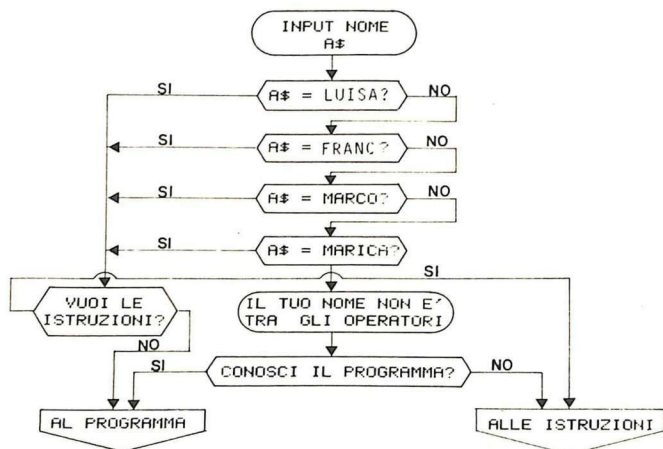 INPUT NOME
A$
SI
A$ = LUISA?
NO
SI
A$ = FRANC?
NO
SI
A$ = MARCO?
NO
SI
A$ = MARICA?
SI
VUOI LE
ISTRUZIONI?
IL TUO NOME NON E'
TRA GLI OPERATORI
NO
SI
CONOSCI IL PROGRAMMA?
NO
AL PROGRAMMA
ALLE ISTRUZIONI